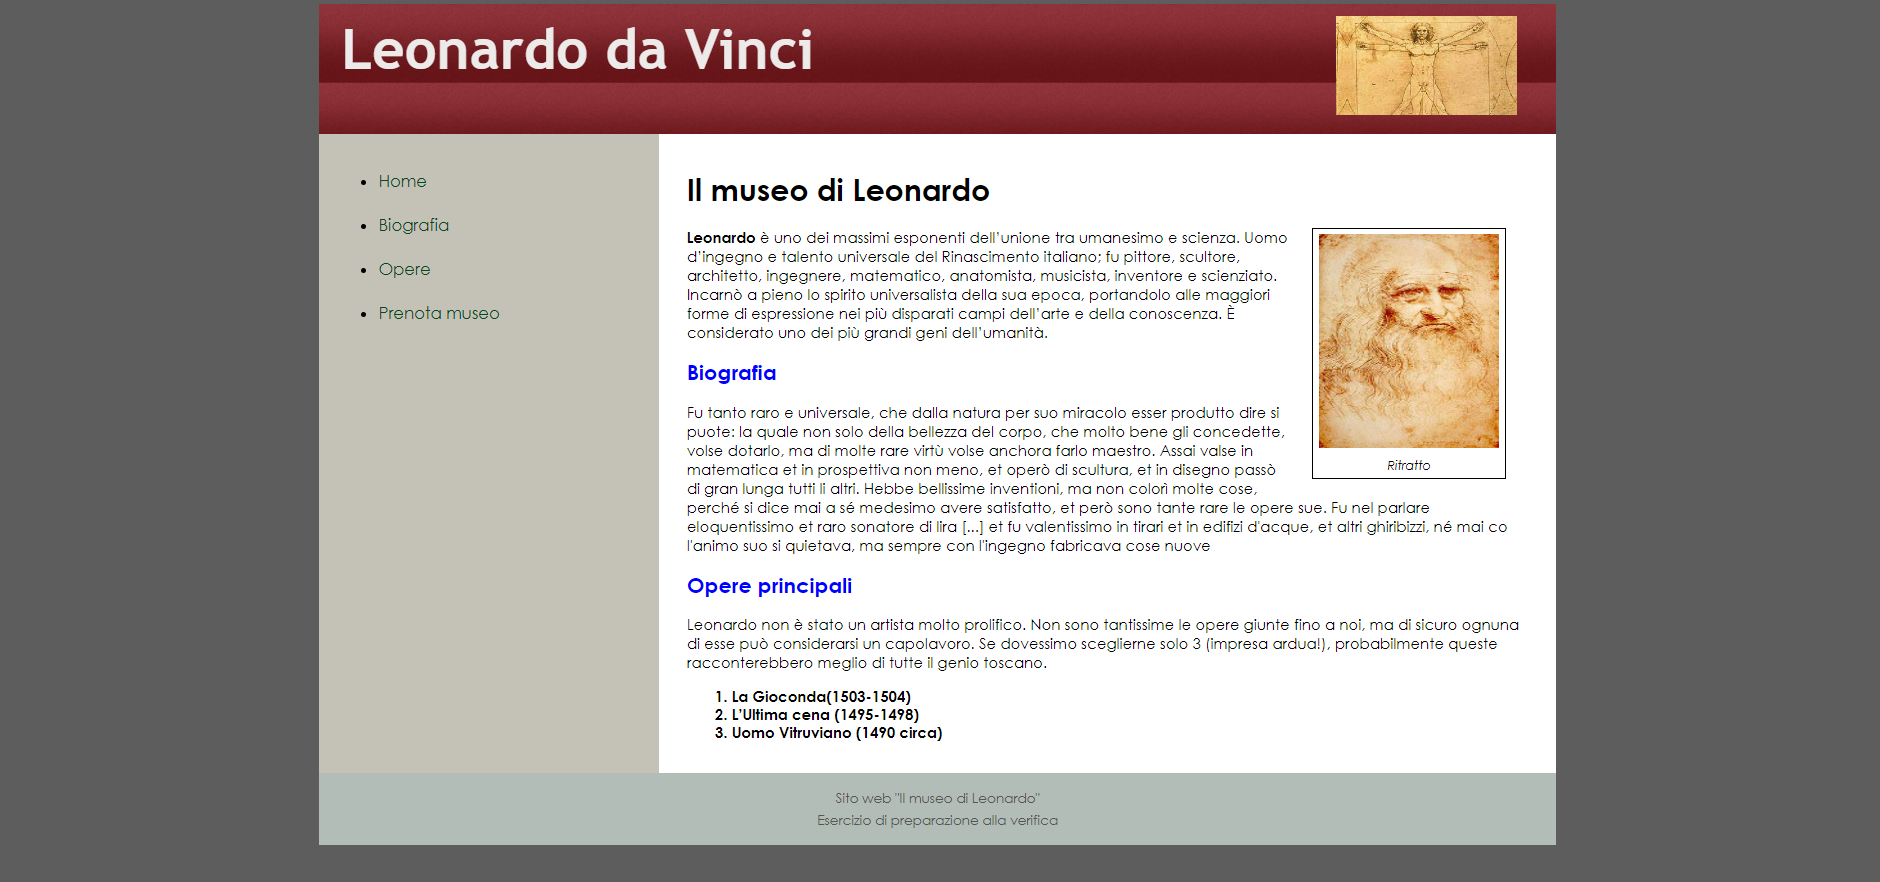 Leonardo da Vinci
Home
Biografia
Opere
Prenota museo
Il museo di Leonardo
Leonardo è uno dei massimi esponenti dell'unione tra umanesimo e scienza. Uomo
d'ingegno e talento universale del Rinascimento italiano; fu pittore, scultore,
architetto, ingegnere, matematico, anatomista, musicista, inventore e scienziato.
Incarnò a pieno lo spirito universalista della sua epoca, portandolo alle maggiori
forme di espressione nei più disparati campi dell'arte e della conoscenza. È
considerato uno dei più grandi geni dell'umanità.
Ritratto
Biografia
Fu tanto raro e universale, che dalla natura per suo miracolo esser produtto dire si
puote: la quale non solo della bellezza del corpo, che molto bene gli concedette,
volse dotarlo, ma di molte rare virtù volse anchora farlo maestro. Assai valse in
matematica et in prospettiva non meno, et operò di scultura, et in disegno passò
di gran lunga tutti li altri. Hebbe bellissime inventioni, ma non colorì molte cose,
perché si dice mai a sé medesimo avere satisfatto, et però sono tante rare le opere sue. Fu nel parlare
eloquentissimo et raro sonatore di lira [...] et fu valentissimo in tirari et in edifizi d'acque, et altri ghiribizzi, né mai co
l'animo suo si quietava, ma sempre con l'ingegno fabricava cose nuove
Opere principali
Leonardo non è stato un artista molto prolifico. Non sono tantissime le opere giunte fino a noi, ma di sicuro ognuna
di esse può considerarsi un capolavoro. Se dovessimo sceglierne solo 3 (impresa ardua!), probabilmente queste
racconterebbero meglio di tutte il genio toscano.
1. La Gioconda(1503-1504)
2. L'Ultima cena (1495-1498)
3. Uomo Vitruviano (1490 circa)
Sito web "Il museo di Leonardo"
Esercizio di preparazione alla verifica